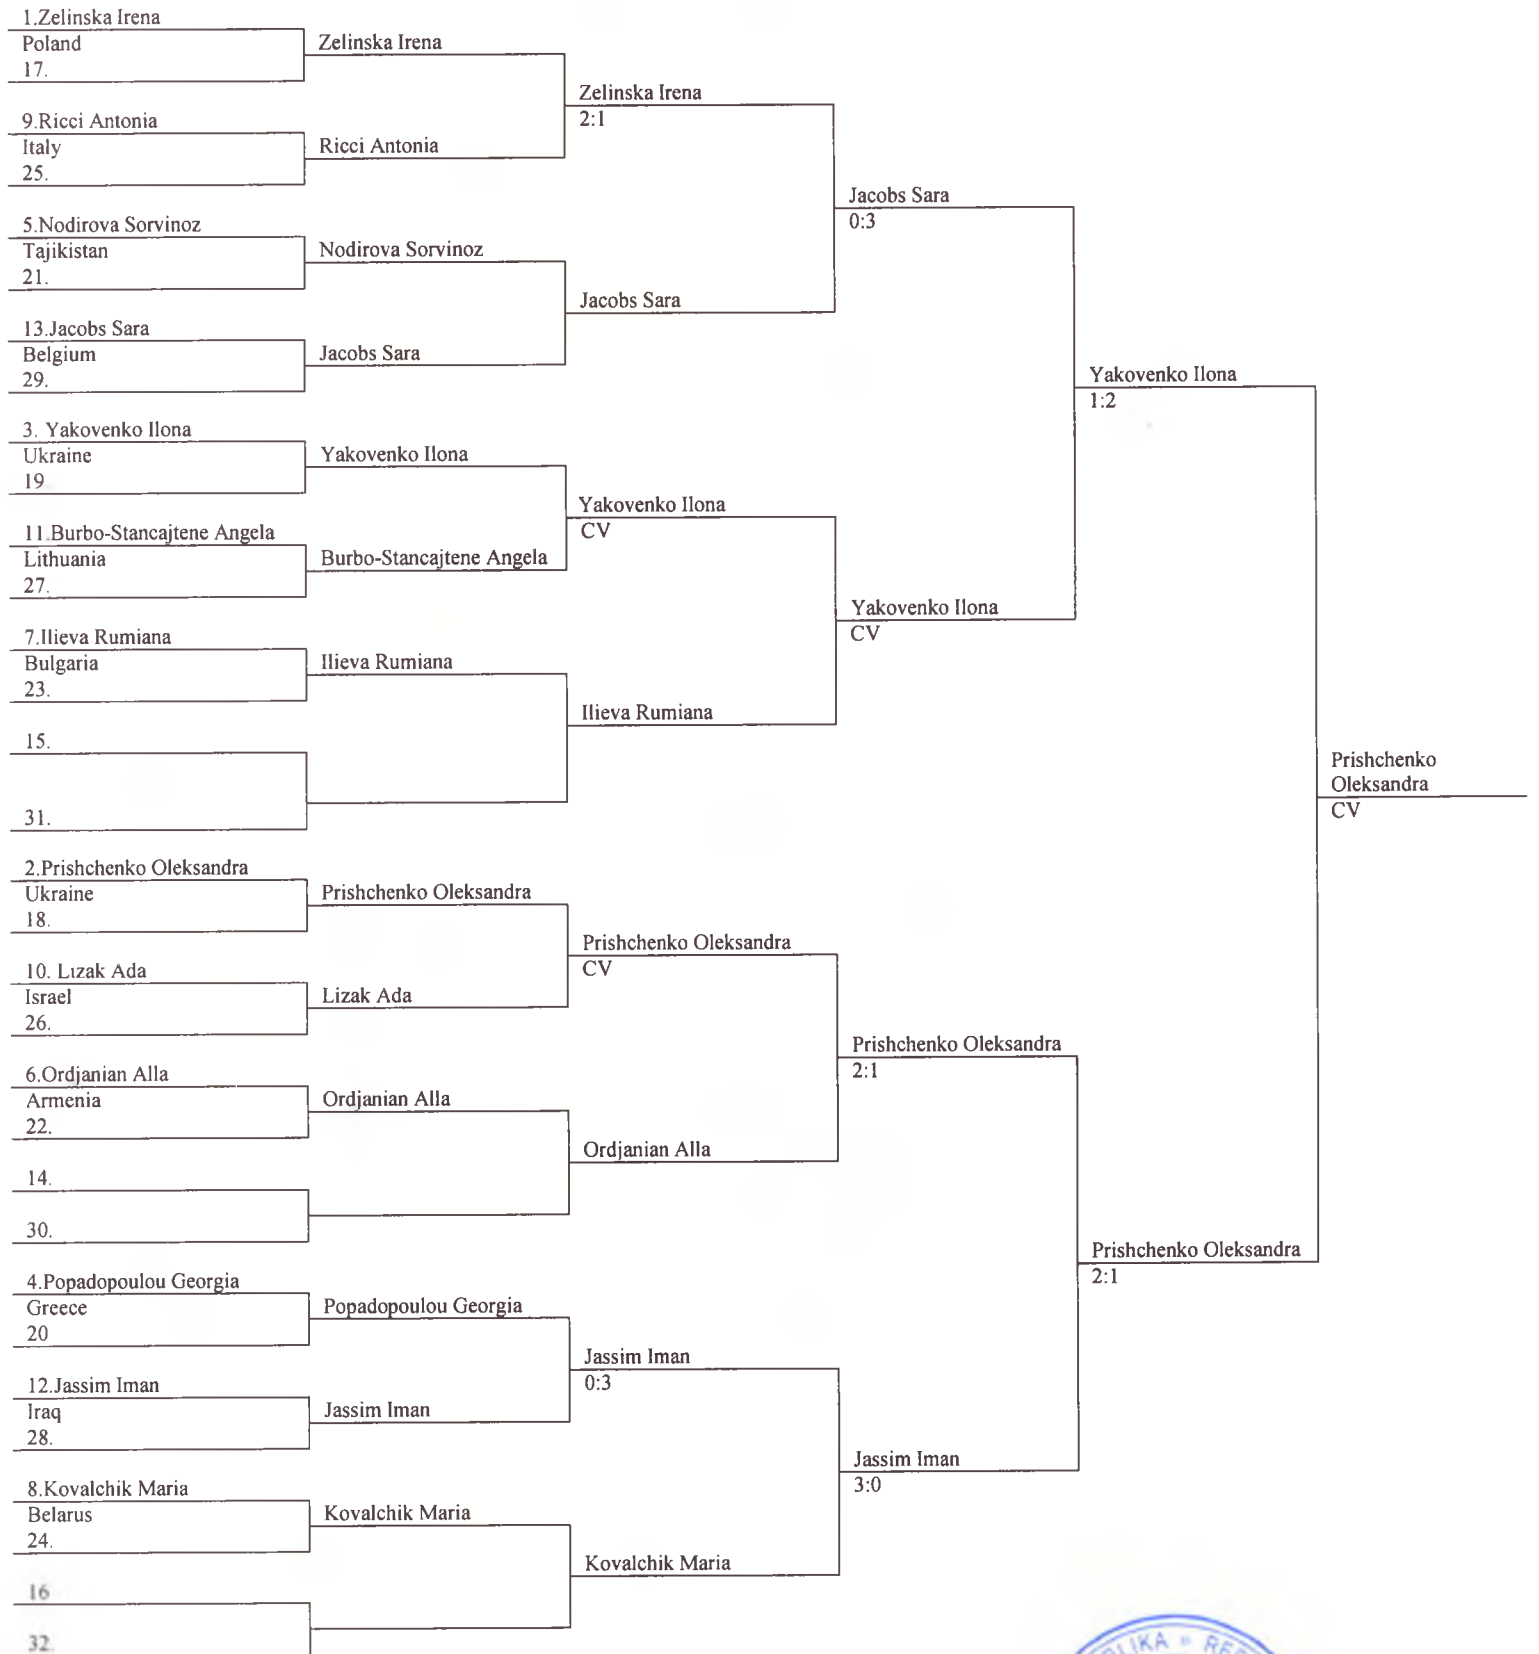 1.Zelinska Irena
Poland
17.
9.Ricci Antonia
Italy
25.
5.Nodirova Sorvinoz
Tajikistan
21.
13.Jacobs Sara
Belgium
29.
3. Yakovenko Ilona
Ukraine
19
11.Burbo-Stancajtene Angela
Lithuania
27.
7.Ilieva Rumiana
Bulgaria
23.
15.
31.
2.Prishchenko Oleksandra
Ukraine
18.
10. Lizak Ada
Israel
26.
6.Ordjanian Alla
Armenia
22.
14.
30.
4.Popadopoulou Georgia
Greece
20
12.Jassim Iman
Iraq
28.
8.Kovalchik Maria
Belarus
24.
16
32.
Zelinska Irena
Ricci Antonia
Nodirova Sorvinoz
Jacobs Sara
Yakovenko Ilona
Burbo-Stancajtene Angela
Ilieva Rumiana
Prishchenko Oleksandra
Lizak Ada
Ordjanian Alla
Popadopoulou Georgia
Jassim Iman
Kovalchik Maria
Zelinska Irena
2:1
Jacobs Sara
Yakovenko Ilona
CV
Ilieva Rumiana
Prishchenko Oleksandra
CV
Ordjanian Alla
Jassim Iman
0:3
Kovalchik Maria
Jacobs Sara
0:3
Yakovenko Ilona
CV
Prishchenko Oleksandra
2:1
Jassim Iman
3:0
Yakovenko Ilona
1:2
Prishchenko Oleksandra
2:1
Prishchenko
Oleksandra
CV